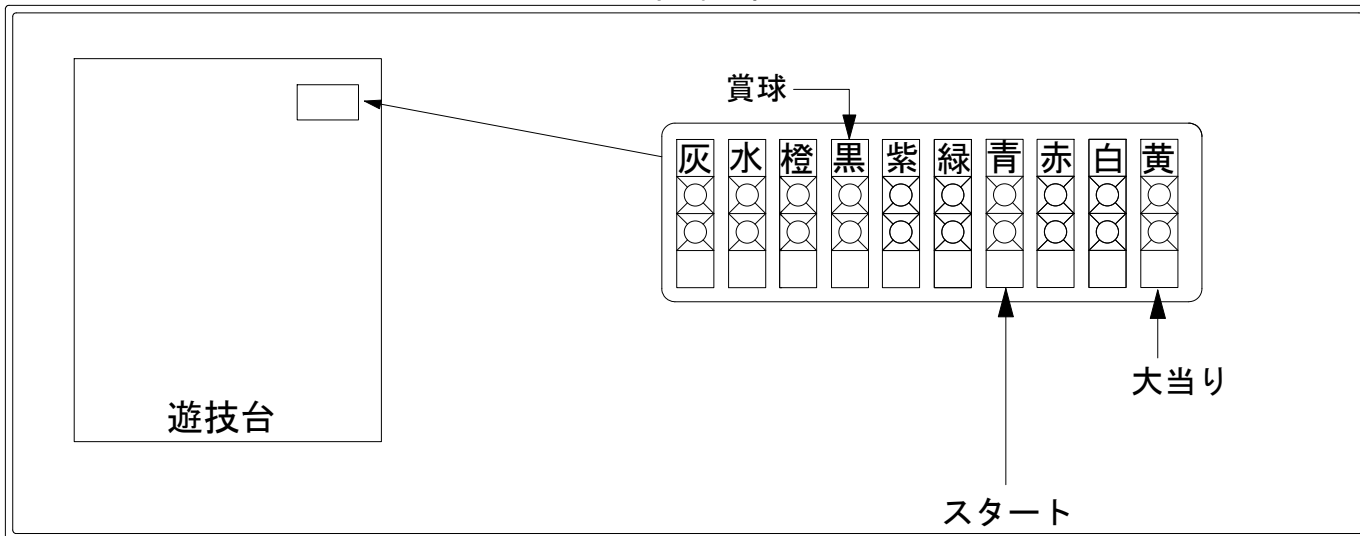 賞球
灰 水 橙 黒 紫 緑 青 赤 白 黄
大当り
遊技台
スタート